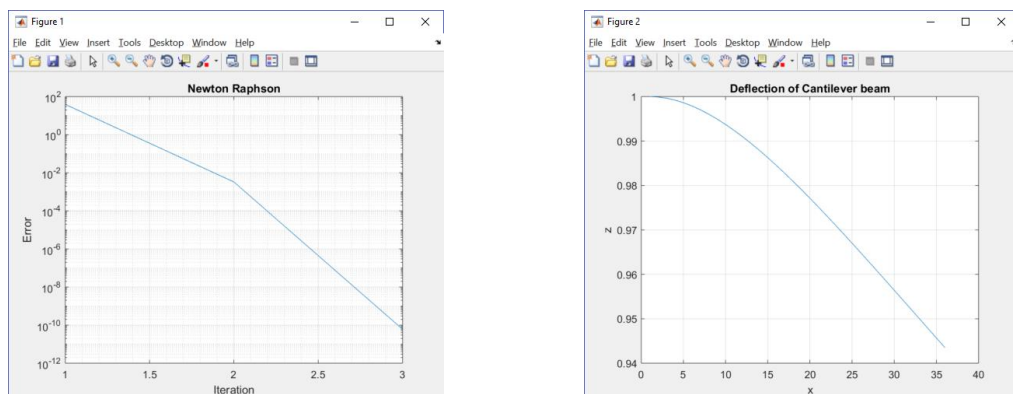 Figure 1
File Edit View Insert Tools Desktop Window Help
Newton Raphson
10^2
10^0
10^-2
10^-4
10^-6
10^-8
10^-10
10^-12
Error
1 1.5 2 2.5 3
Iteration
Figure 2
File Edit View Insert Tools Desktop Window Help
Deflection of Cantilever beam
1
0.99
0.98
0.97
0.96
0.95
0.94
z
0 5 10 15 20 25 30 35 40
x